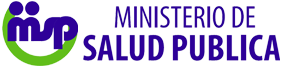 msp
MINISTERIO DE
SALUD PUBLICA